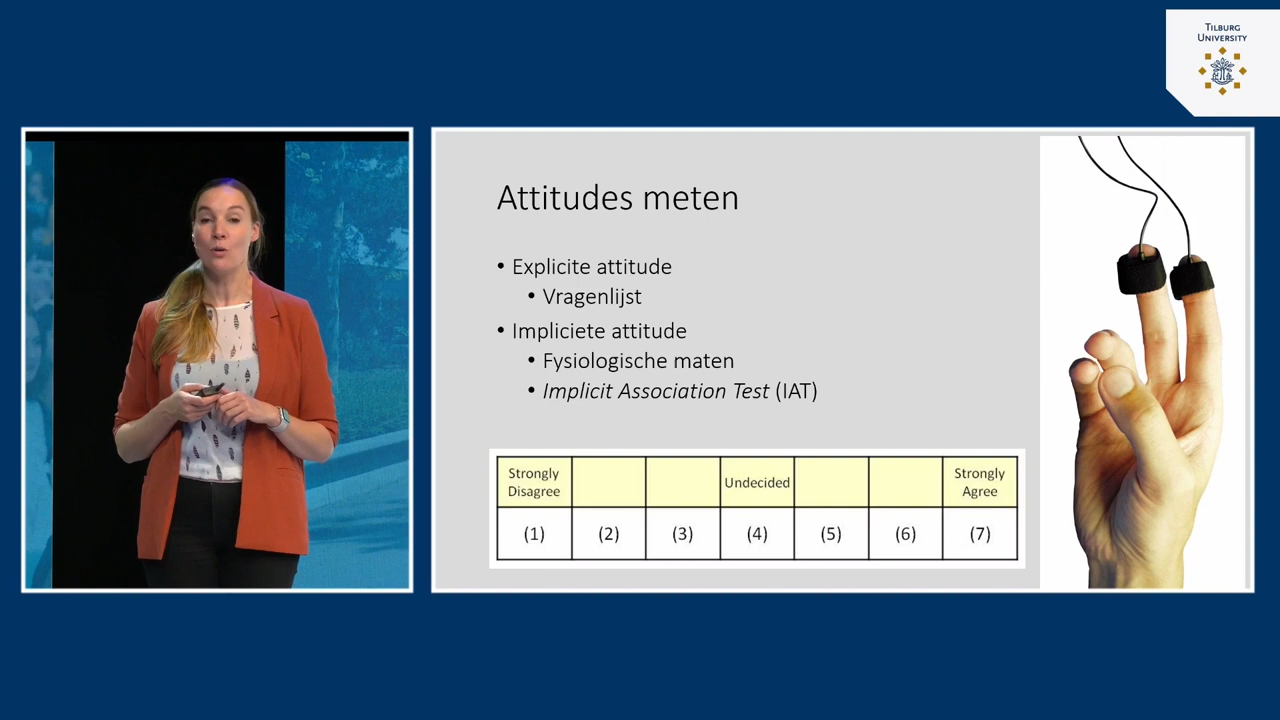 TILBURG
UNIVERSITY
Attitudes meten
• Explicite attitude
• Vragenlijst
• Impliciete attitude
• Fysiologische maten
• Implicit Association Test (IAT)
Strongly Disagree
Undecided
Strongly Agree
(1) (2) (3) (4) (5) (6) (7)